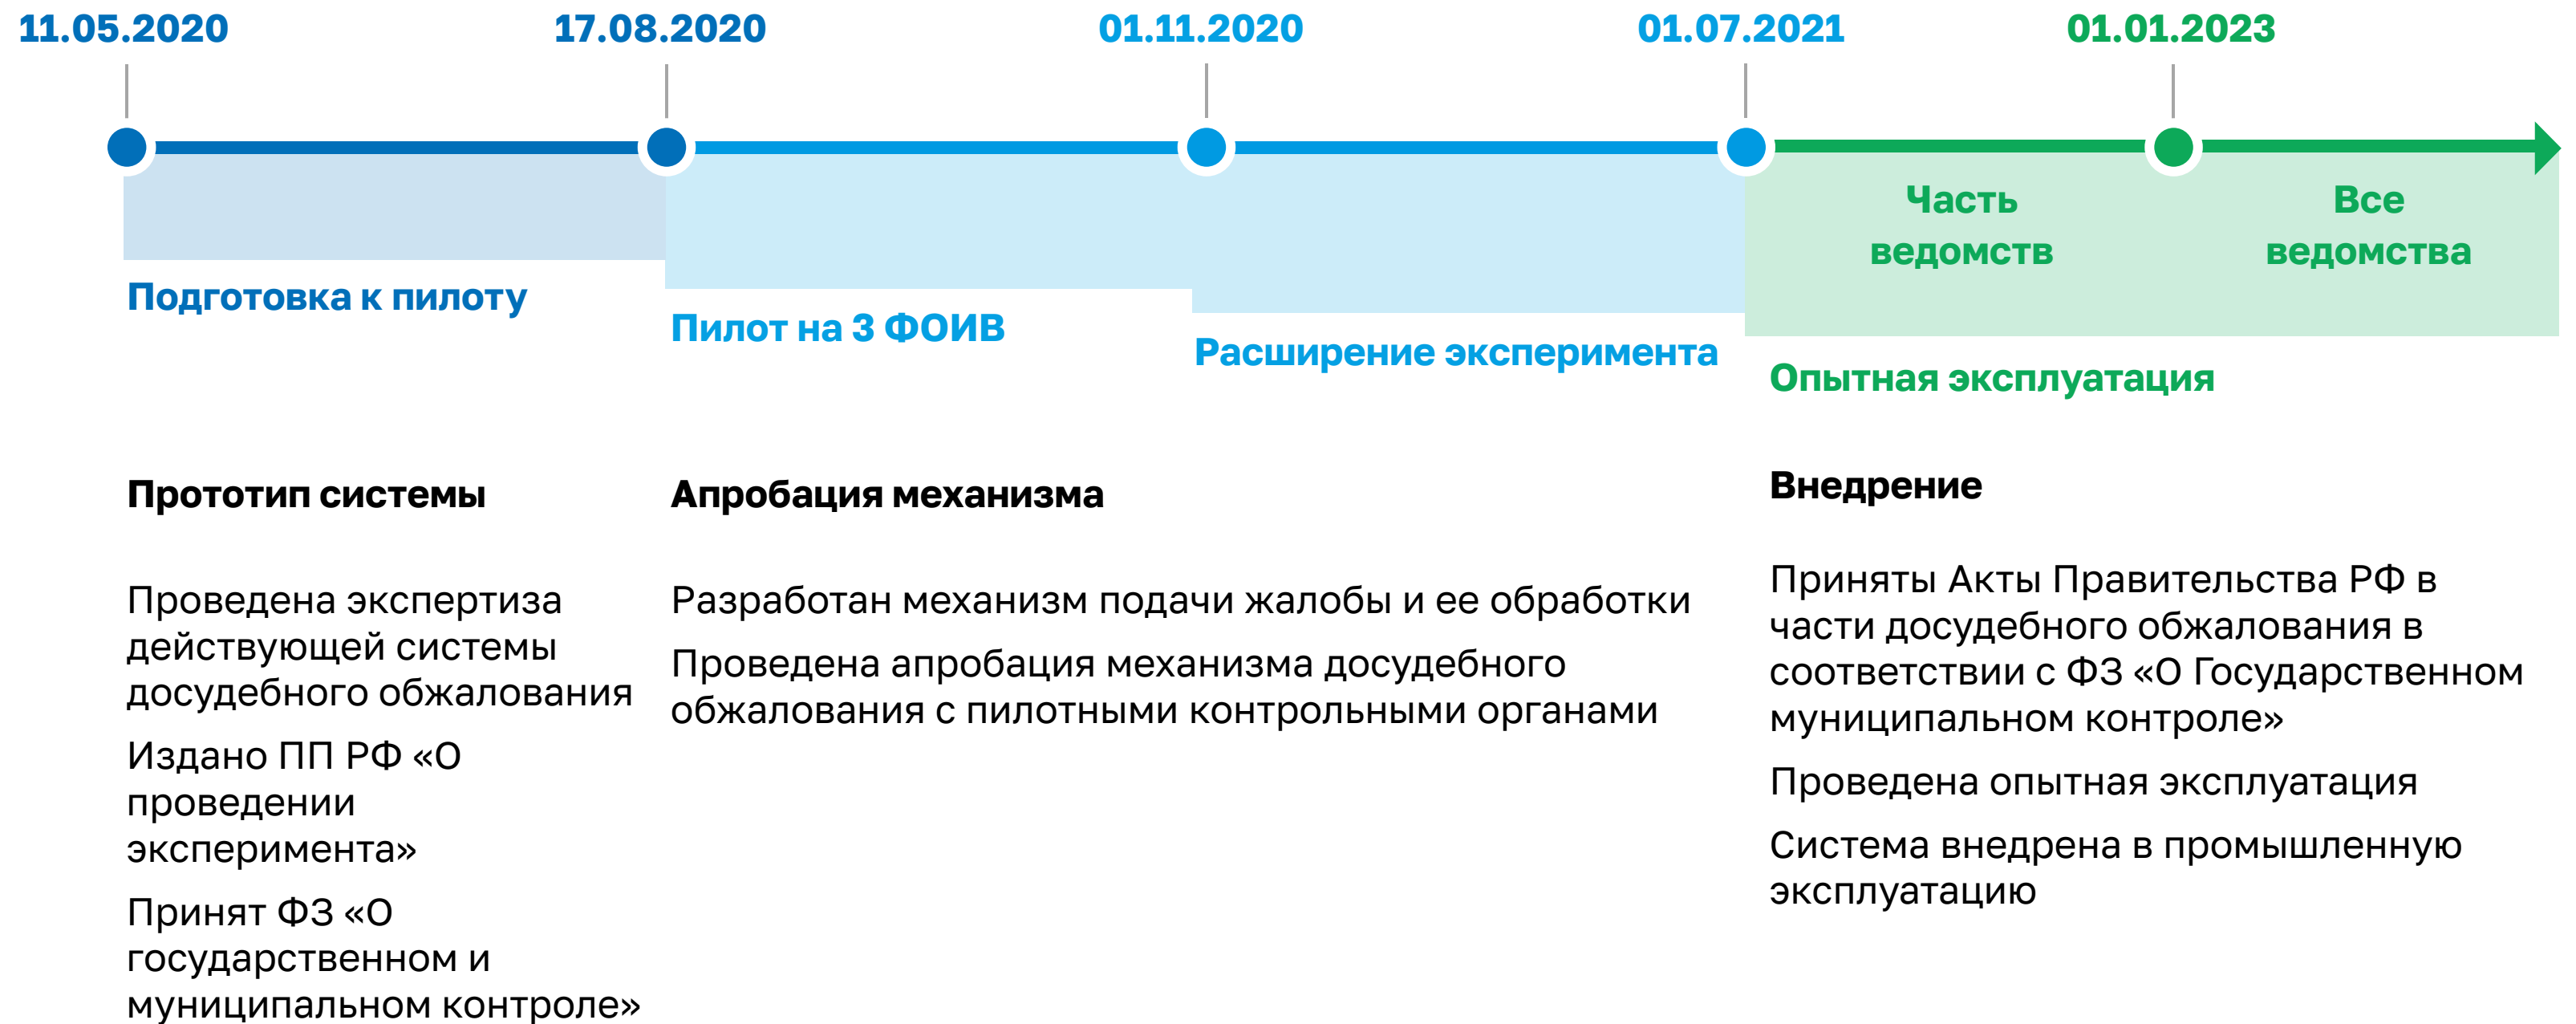 11.05.2020
17.08.2020
01.11.2020
01.07.2021
01.01.2023
Часть
ведомств
Все
ведомства
Подготовка к пилоту
Пилот на 3 ФОИВ
Расширение эксперимента
Опытная эксплуатация
Прототип системы
Проведена экспертиза
действующей системы
досудебного обжалования
Издано ПП РФ «О
проведении
эксперимента»
Принят ФЗ «О
государственном и
муниципальном контроле»
Апробация механизма
Разработан механизм подачи жалобы и ее обработки
Проведена апробация механизма досудебного
обжалования с пилотными контрольными органами
Внедрение
Приняты Акты Правительства РФ в
части досудебного обжалования в
соответствии с ФЗ «О Государственном
муниципальном контроле»
Проведена опытная эксплуатация
Система внедрена в промышленную
эксплуатацию